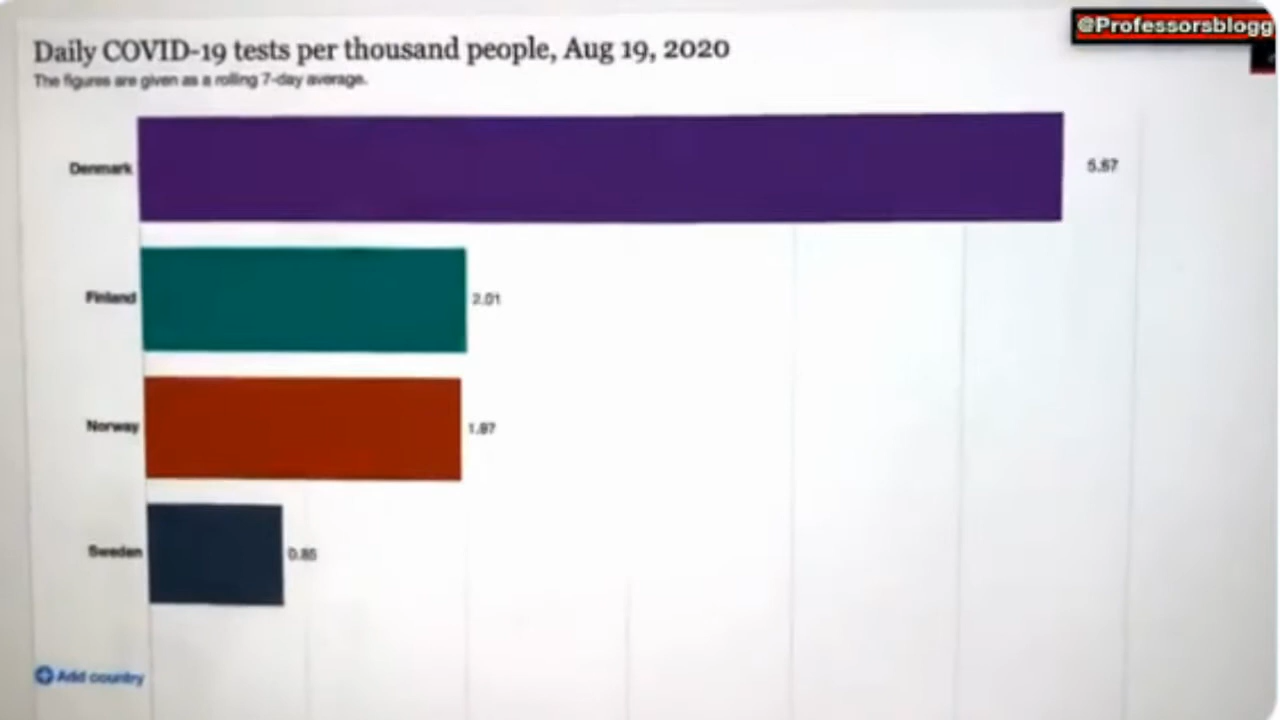 @Professorsblogg
Daily COVID-19 tests per thousand people, Aug 19, 2020
The figures are given as a rolling 7-day average.
Denmark 5.67
Finland 2.01
Norway 1.97
Sweden 0.85
Add country